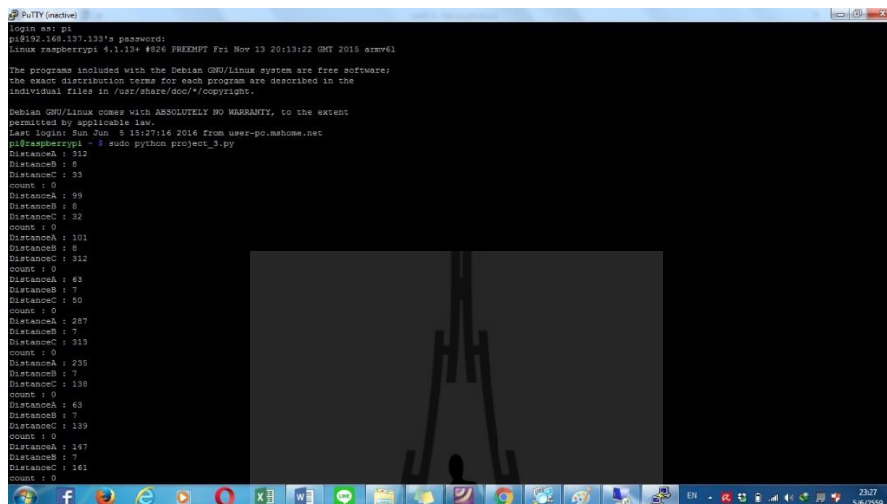 PuTTY (inactive)
login as: pi
pi@192.168.137.133's password:
Linux raspberrypi 4.1.13+ #826 PREEMPT Fri Nov 13 20:13:22 GMT 2015 armv6l
The programs included with the Debian GNU/Linux system are free software;
the exact distribution terms for each program are described in the
individual files in /usr/share/doc/*/copyright.
Debian GNU/Linux comes with ABSOLUTELY NO WARRANTY, to the extent
permitted by applicable law.
Last login: Sun Jun  5 15:27:16 2016 from user-pc.mshome.net
pi@raspberrypi ~ $ sudo python project_3.py
DistanceA : 312
DistanceB : 8
DistanceC : 33
count : 0
DistanceA : 99
DistanceB : 8
DistanceC : 32
count : 0
DistanceA : 101
DistanceB : 8
DistanceC : 312
count : 0
DistanceA : 63
DistanceB : 7
DistanceC : 50
count : 0
DistanceA : 287
DistanceB : 7
DistanceC : 313
count : 0
DistanceA : 235
DistanceB : 7
DistanceC : 138
count : 0
DistanceA : 63
DistanceB : 7
DistanceC : 139
count : 0
DistanceA : 147
DistanceB : 7
DistanceC : 161
count : 0
EN
23:27
5/6/2559